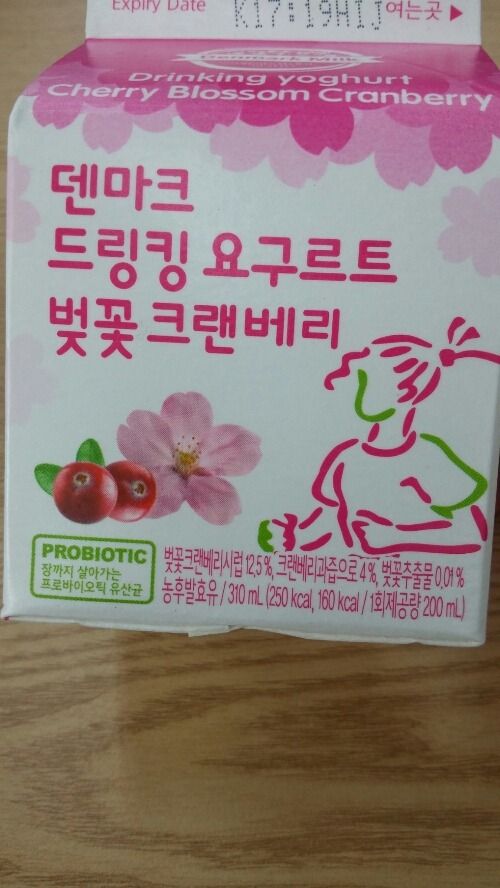 Expiry Date
K17:19HIJ 여는곳
Denmark Milk
Drinking yoghurt
Cherry Blossom Cranberry
덴마크
드링킹 요구르트
벚꽃 크랜베리
PROBIOTIC
장까지 살아가는
프로바이오틱 유산균
벚꽃크랜베리시럽 12.5 %, 크랜베리과즙으로 4 %, 벚꽃추출물 0.01 %
농후발효유 / 310 mL (250 kcal, 160 kcal / 1회제공량 200 mL)